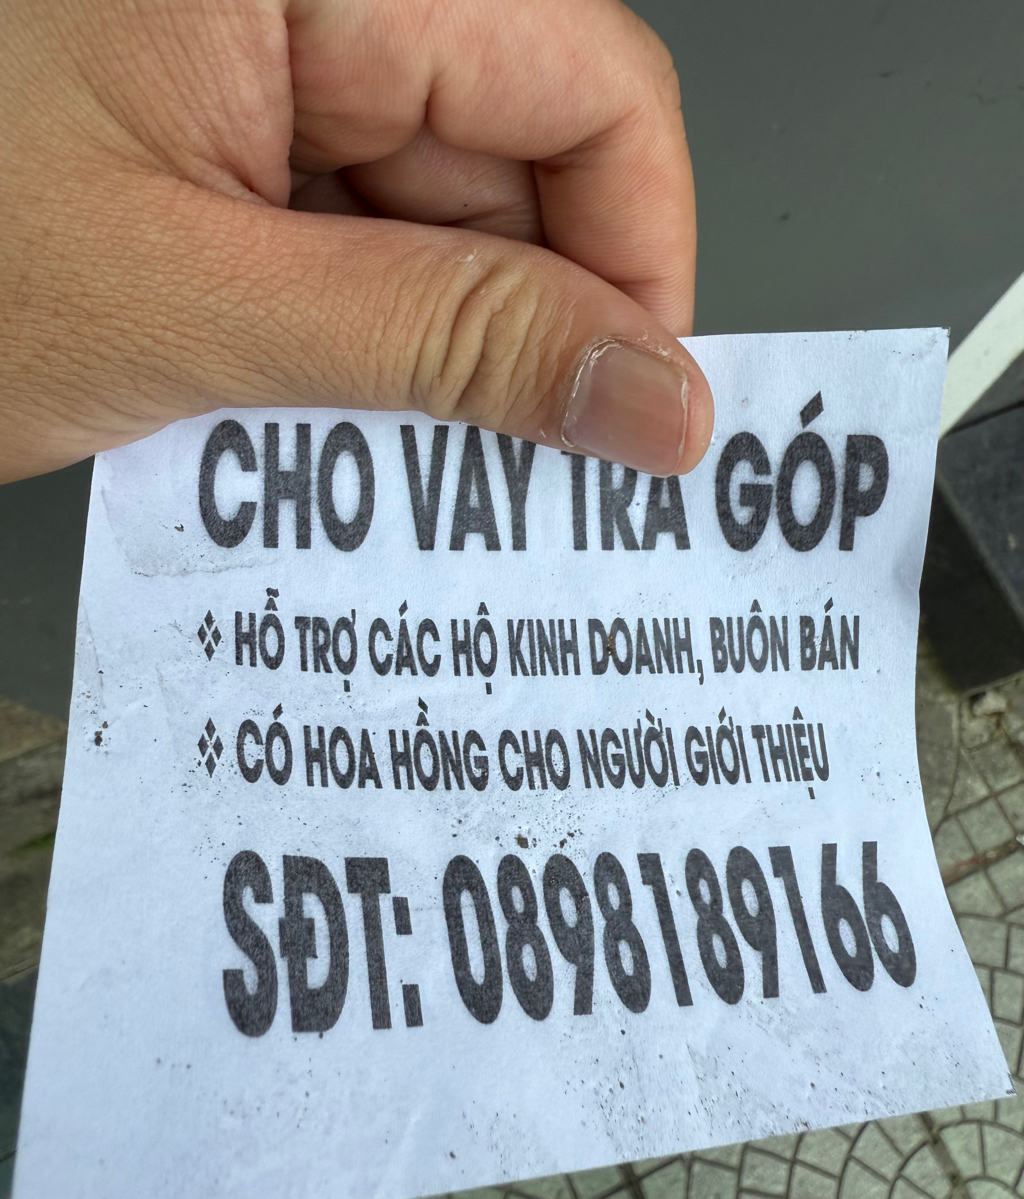 CHO VAY TRẢ GÓP
❖ HỖ TRỢ CÁC HỘ KINH DOANH, BUÔN BÁN
❖ CÓ HOA HỒNG CHO NGƯỜI GIỚI THIỆU
SĐT: 0898189166